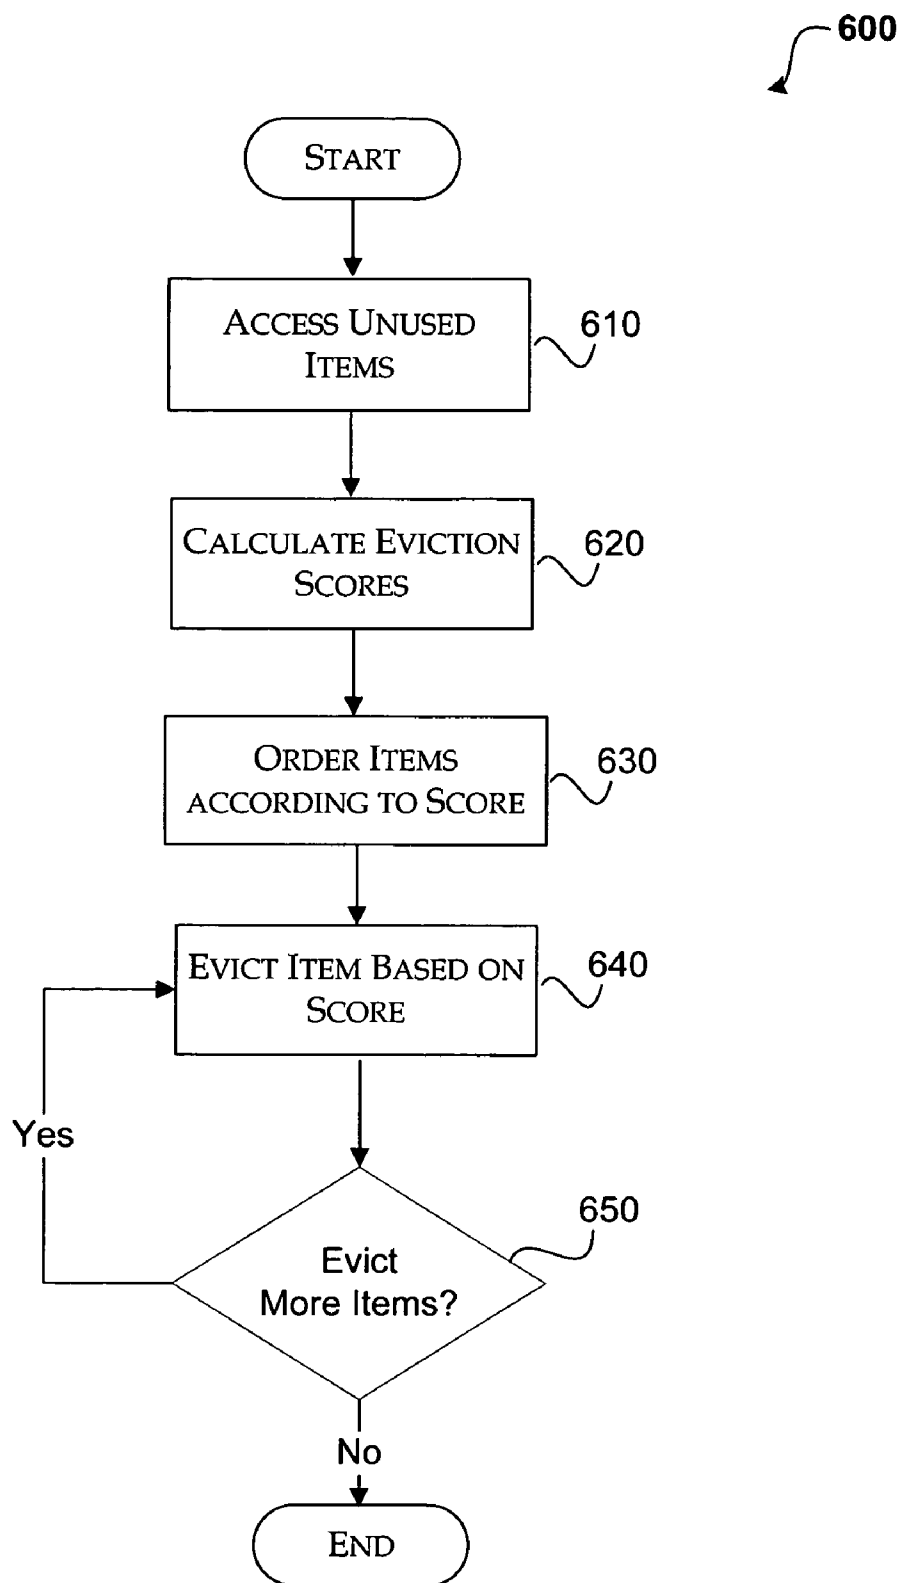 600
START
ACCESS UNUSED
ITEMS
610
CALCULATE EVICTION
SCORES
620
ORDER ITEMS
ACCORDING TO SCORE
630
EVICT ITEM BASED ON
SCORE
640
Yes
650
Evict
More Items?
No
END